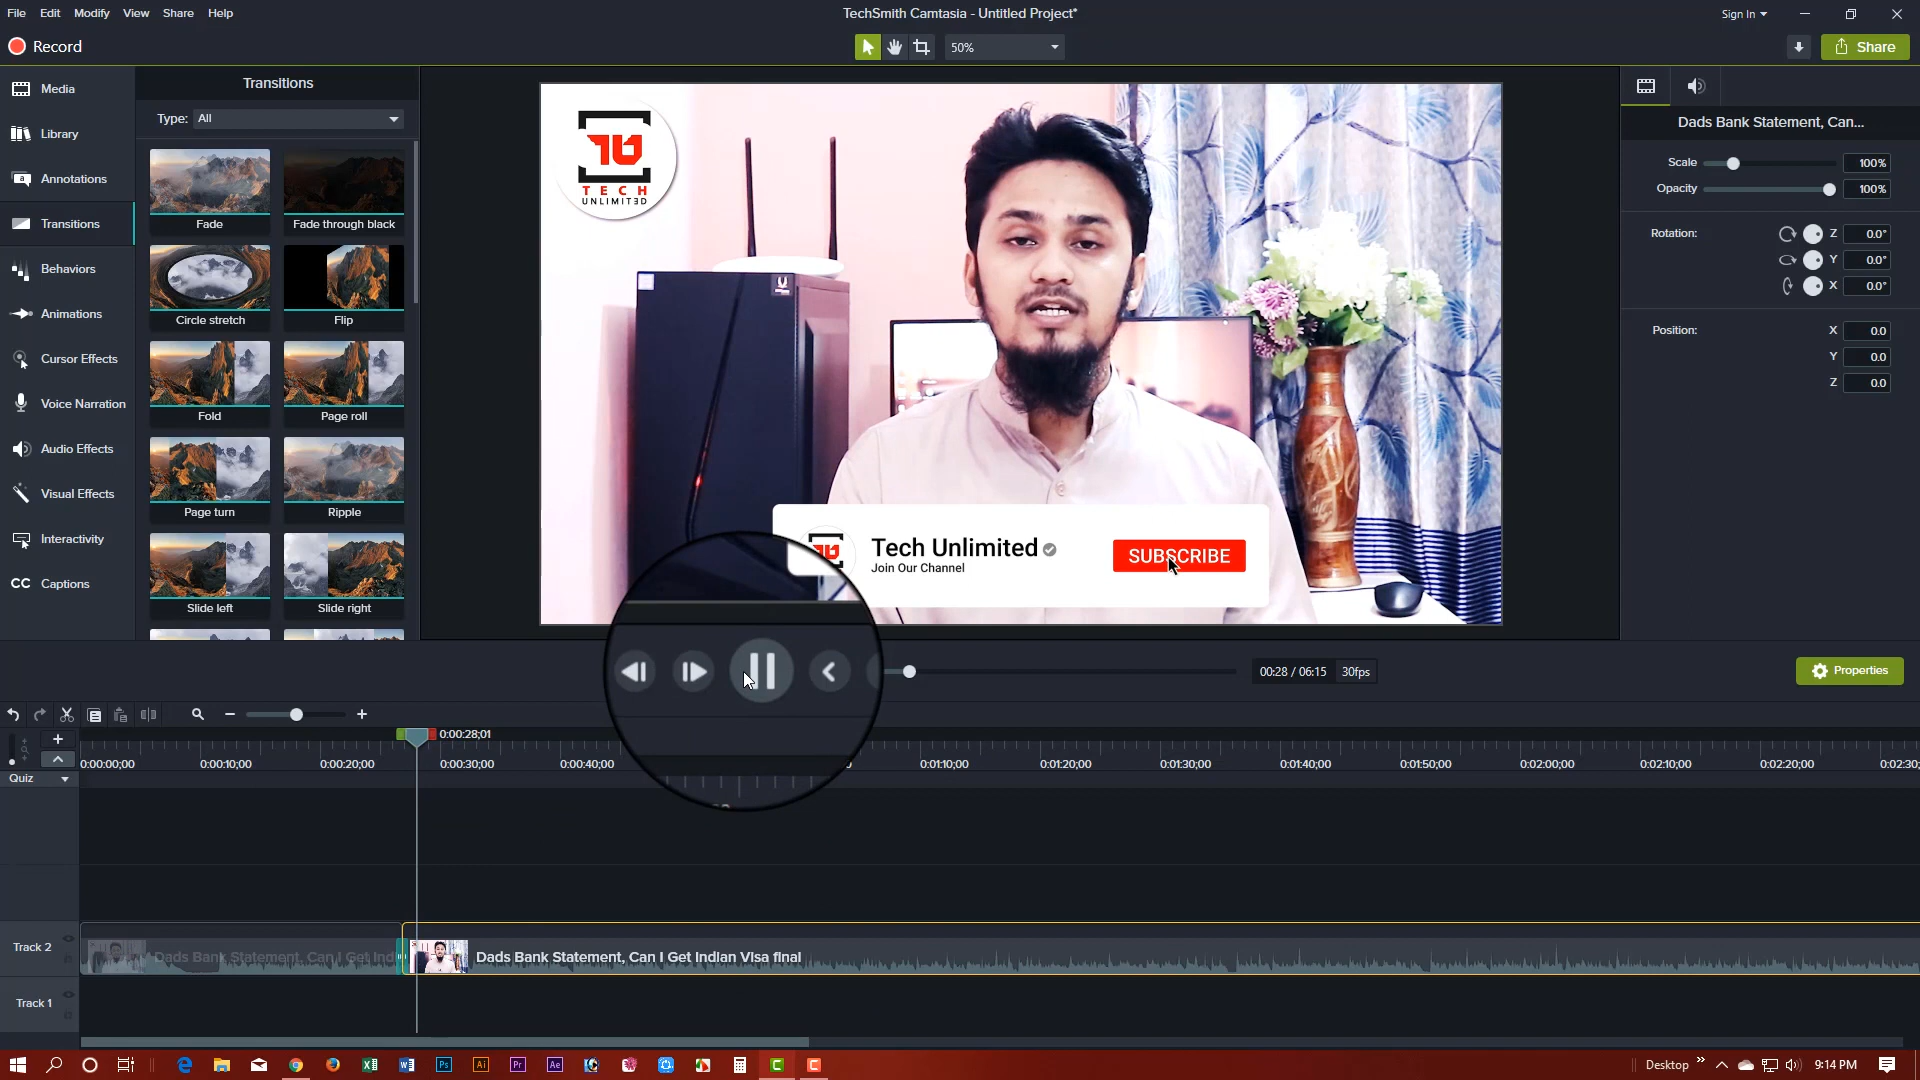 File Edit Modify View Share Help
TechSmith Camtasia - Untitled Project*
Sign In
Record
50%
Share
Media
Library
Annotations
Transitions
Behaviors
Animations
Cursor Effects
Voice Narration
Audio Effects
Visual Effects
Interactivity
CC Captions
Transitions
Type: All
Fade
Fade through black
Circle stretch
Flip
Fold
Page roll
Page turn
Ripple
Slide left
Slide right
TECH
UNLIMIT3D
Tech Unlimited
Join Our Channel
SUBSCRIBE
Dads Bank Statement, Can...
Scale 100%
Opacity 100%
Rotation: Z 0.0°
Y 0.0°
X 0.0°
Position: X 0.0
Y 0.0
Z 0.0
00:28 / 06:15 30fps
Properties
0:00:28;01
0:00:00;00 0:00:10;00 0:00:20;00 0:00:30;00 0:00:40;00 0:01:10;00 0:01:20;00 0:01:30;00 0:01:40;00 0:01:50;00 0:02:00;00 0:02:10;00 0:02:20;00 0:02:30;
Quiz
Track 2
Dads Bank Statement, Can I Get Ind
Dads Bank Statement, Can I Get Indian Visa final
Track 1
Ps Ai Pr Ae
Desktop
9:14 PM